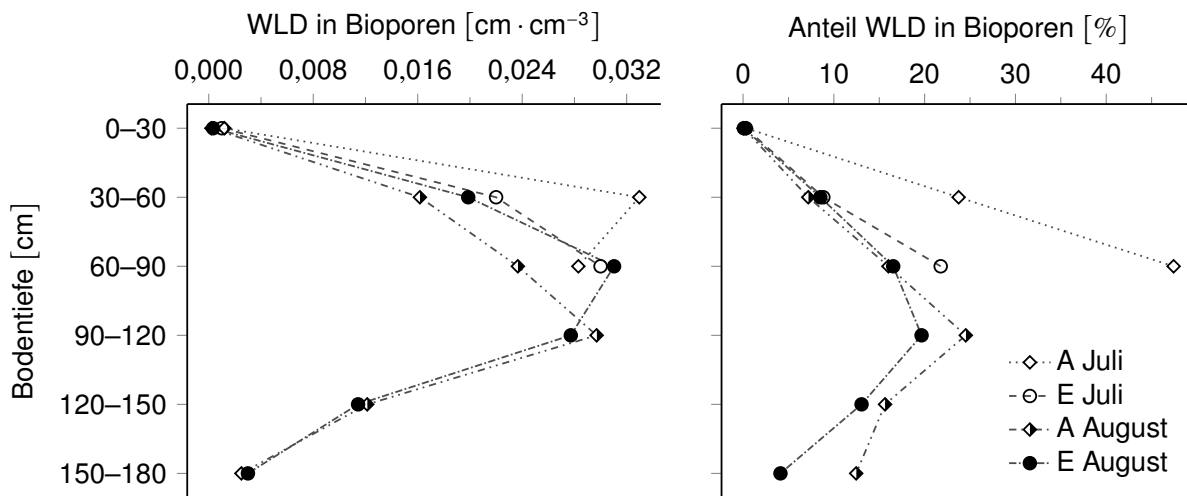 WLD in Bioporen [cm · cm⁻³]
0,000 0,008 0,016 0,024 0,032
Anteil WLD in Bioporen [%]
0 10 20 30 40
Bodentiefe [cm]
0–30
30–60
60–90
90–120
120–150
150–180
A Juli
E Juli
A August
E August